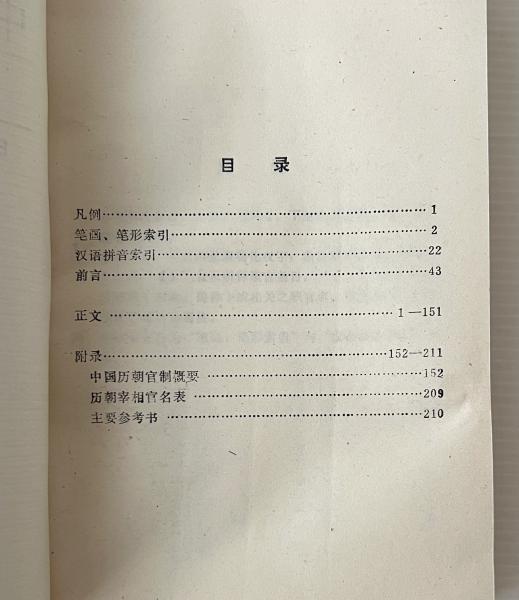 目 录
凡例……1
笔画、笔形索引……2
汉语拼音索引……22
前言……43
正文……1—151
附录……152—211
中国历朝官制概要……152
历朝宰相官名表……209
主要参考书……210